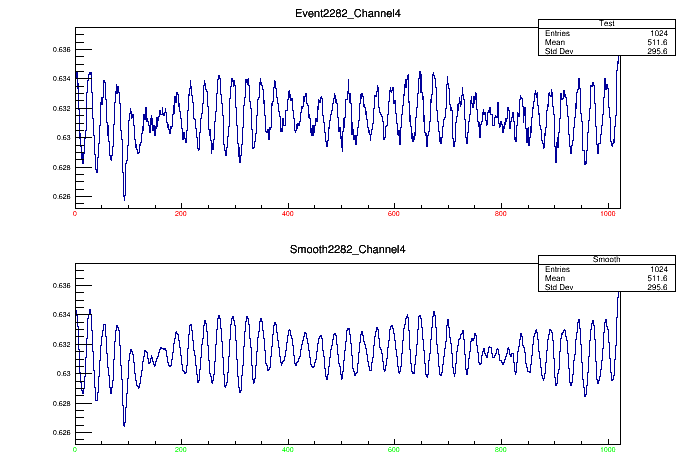 Event2282_Channel4
Test
Entries 1024
Mean 511.6
Std Dev 295.6
0.636
0.634
0.632
0.63
0.628
0.626
0 200 400 600 800 1000
Smooth2282_Channel4
Smooth
Entries 1024
Mean 511.6
Std Dev 295.6
0.636
0.634
0.632
0.63
0.628
0.626
0 200 400 600 800 1000